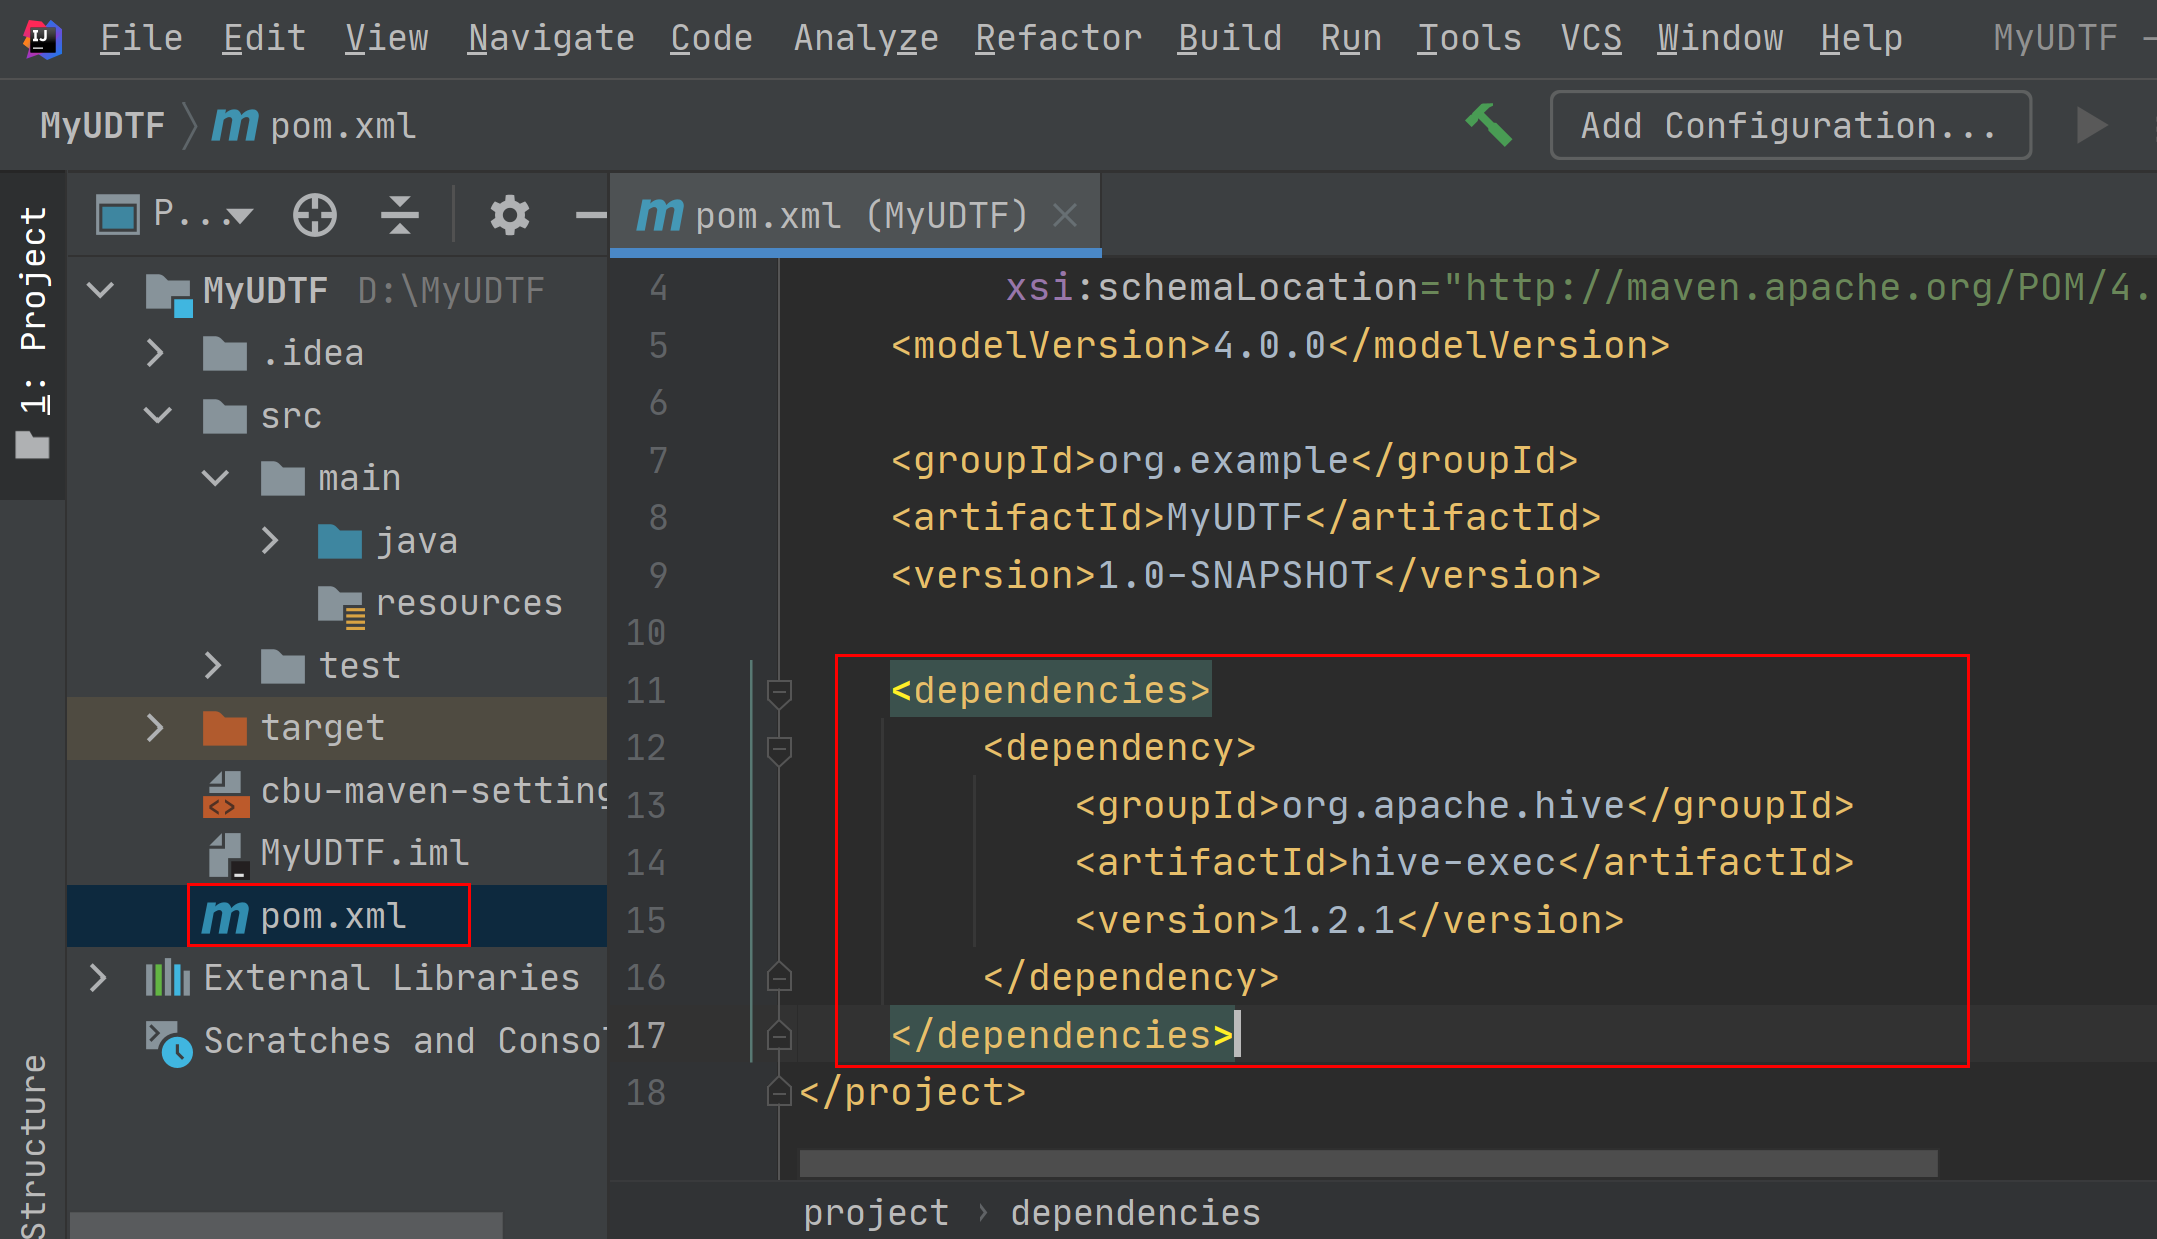 File Edit View Navigate Code Analyze Refactor Build Run Tools VCS Window Help MyUDTF –
MyUDTF pom.xml Add Configuration...
1: Project
Structure
P...
MyUDTF D:\MyUDTF
.idea
src
main
java
resources
test
target
cbu-maven-setting
MyUDTF.iml
pom.xml
External Libraries
Scratches and Conso
pom.xml (MyUDTF)
4 xsi:schemaLocation="http://maven.apache.org/POM/4.
5 <modelVersion>4.0.0</modelVersion>
6
7 <groupId>org.example</groupId>
8 <artifactId>MyUDTF</artifactId>
9 <version>1.0-SNAPSHOT</version>
10
11 <dependencies>
12 <dependency>
13 <groupId>org.apache.hive</groupId>
14 <artifactId>hive-exec</artifactId>
15 <version>1.2.1</version>
16 </dependency>
17 </dependencies>
18 </project>
project › dependencies